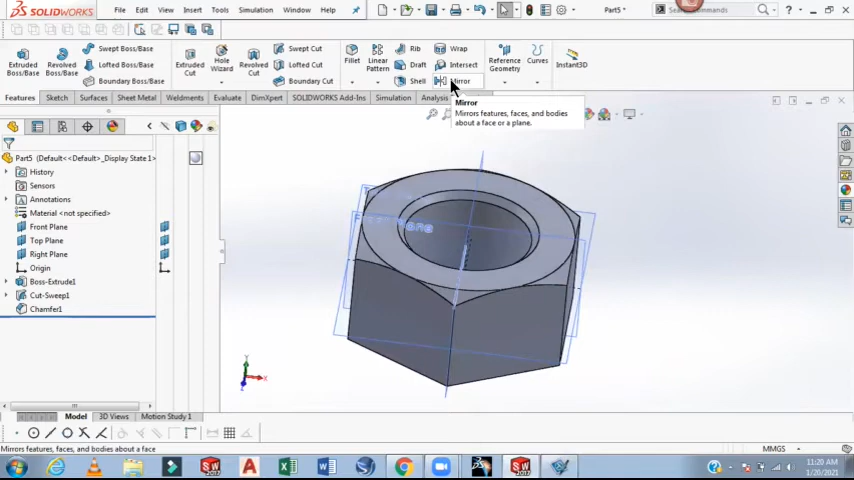 SOLIDWORKS File Edit View Insert Tools Simulation Window Help Part5 * Search Commands ?
Extruded Boss/Base
Revolved Boss/Base
Swept Boss/Base
Lofted Boss/Base
Boundary Boss/Base
Extruded Cut
Hole Wizard
Revolved Cut
Swept Cut
Lofted Cut
Boundary Cut
Fillet
Linear Pattern
Rib
Draft
Shell
Wrap
Intersect
Mirror
Reference Geometry
Curves
Instant3D
Features Sketch Surfaces Sheet Metal Weldments Evaluate DimXpert SOLIDWORKS Add-Ins Simulation Analysis
Mirror
Mirrors features, faces, and bodies
about a face or a plane.
Part5 (Default<<Default>_Display State 1>
History
Sensors
Annotations
Material <not specified>
Front Plane
Top Plane
Right Plane
Origin
Boss-Extrude1
Cut-Sweep1
Chamfer1
Model 3D Views Motion Study 1
Mirrors features, faces, and bodies about a face MMGS
11:20 AM
1/20/2021